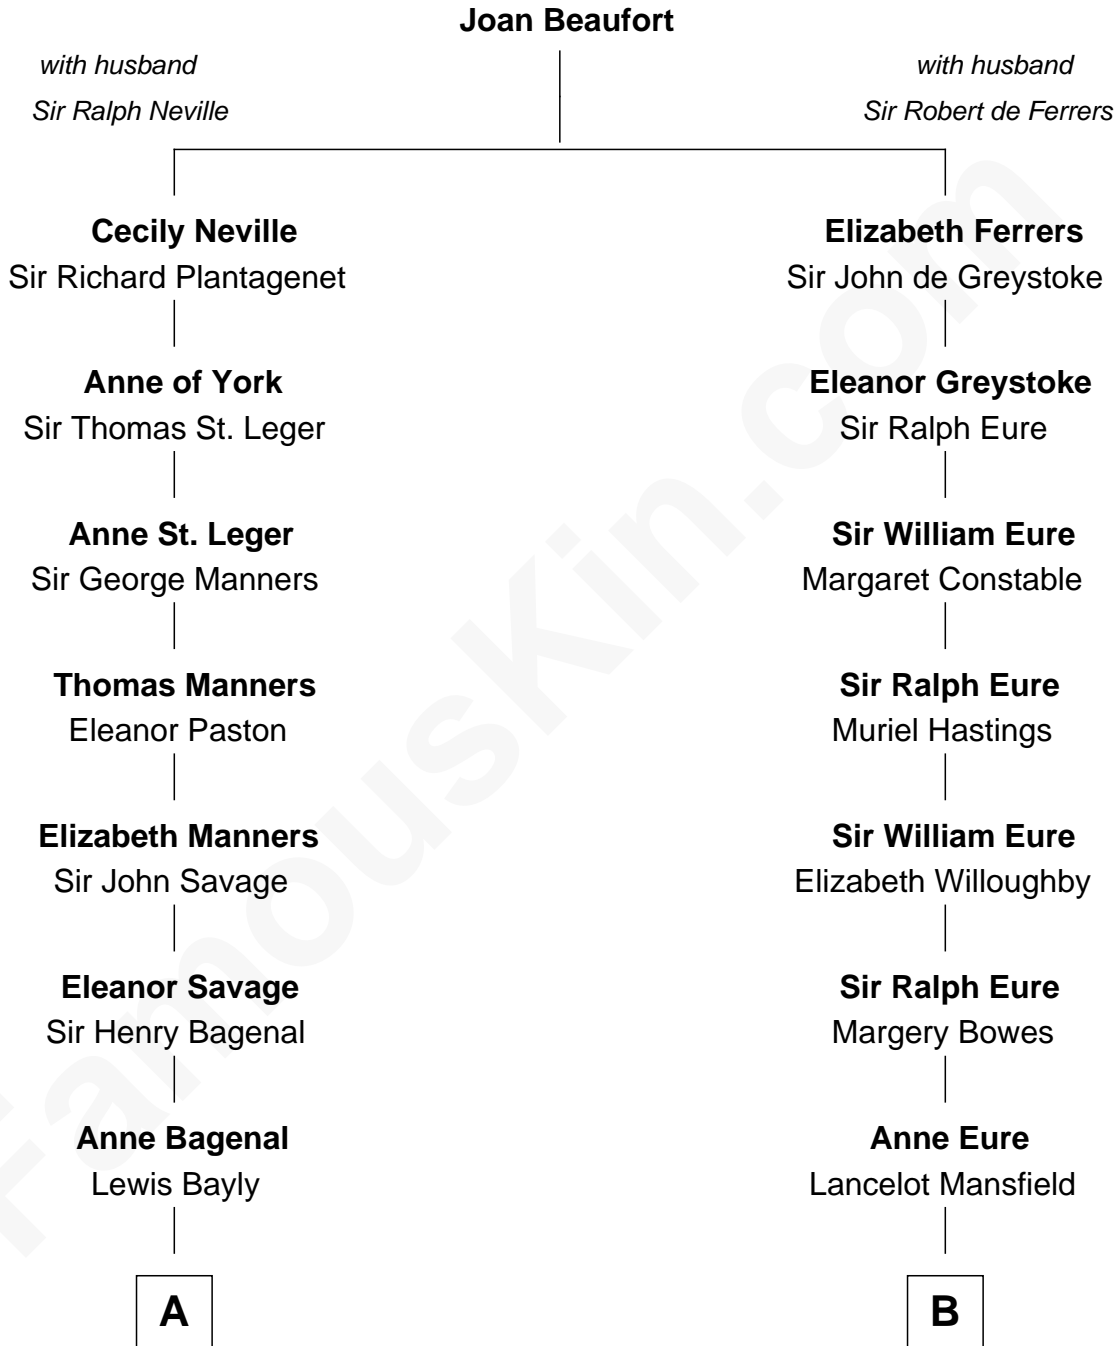 Joan Beaufort
with husband
Sir Ralph Neville
with husband
Sir Robert de Ferrers
Cecily Neville
Sir Richard Plantagenet
Elizabeth Ferrers
Sir John de Greystoke
Anne of York
Sir Thomas St. Leger
Eleanor Greystoke
Sir Ralph Eure
Anne St. Leger
Sir George Manners
Sir William Eure
Margaret Constable
Thomas Manners
Eleanor Paston
Sir Ralph Eure
Muriel Hastings
Elizabeth Manners
Sir John Savage
Sir William Eure
Elizabeth Willoughby
Eleanor Savage
Sir Henry Bagenal
Sir Ralph Eure
Margery Bowes
Anne Bagenal
Lewis Bayly
Anne Eure
Lancelot Mansfield
A
B
FamousKin.com